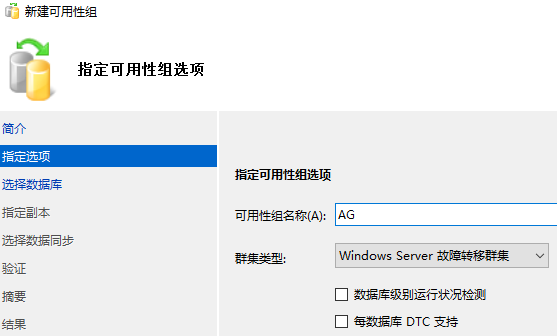 新建可用性组
指定可用性组选项
简介
指定选项
选择数据库
指定副本
选择数据同步
验证
摘要
结果
指定可用性组选项
可用性组名称(A): AG
群集类型: Windows Server 故障转移群集
数据库级别运行状况检测
每数据库 DTC 支持